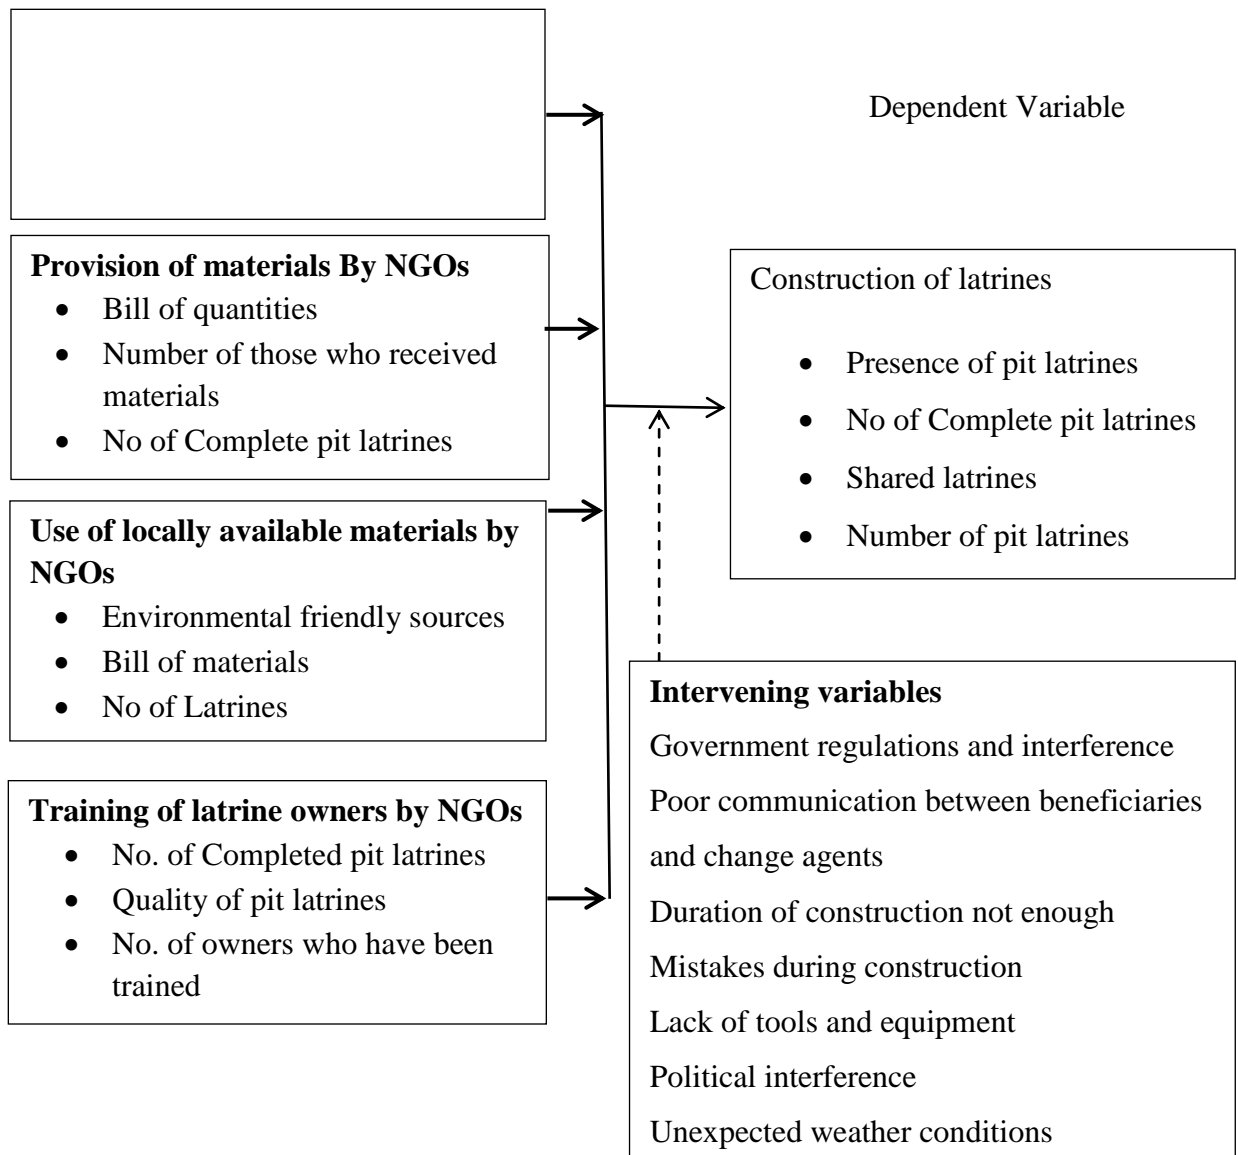 Dependent Variable
Provision of materials By NGOs
• Bill of quantities
• Number of those who received
materials
• No of Complete pit latrines
Use of locally available materials by
NGOs
• Environmental friendly sources
• Bill of materials
• No of Latrines
Training of latrine owners by NGOs
• No. of Completed pit latrines
• Quality of pit latrines
• No. of owners who have been
trained
Construction of latrines
• Presence of pit latrines
• No of Complete pit latrines
• Shared latrines
• Number of pit latrines
Intervening variables
Government regulations and interference
Poor communication between beneficiaries
and change agents
Duration of construction not enough
Mistakes during construction
Lack of tools and equipment
Political interference
Unexpected weather conditions